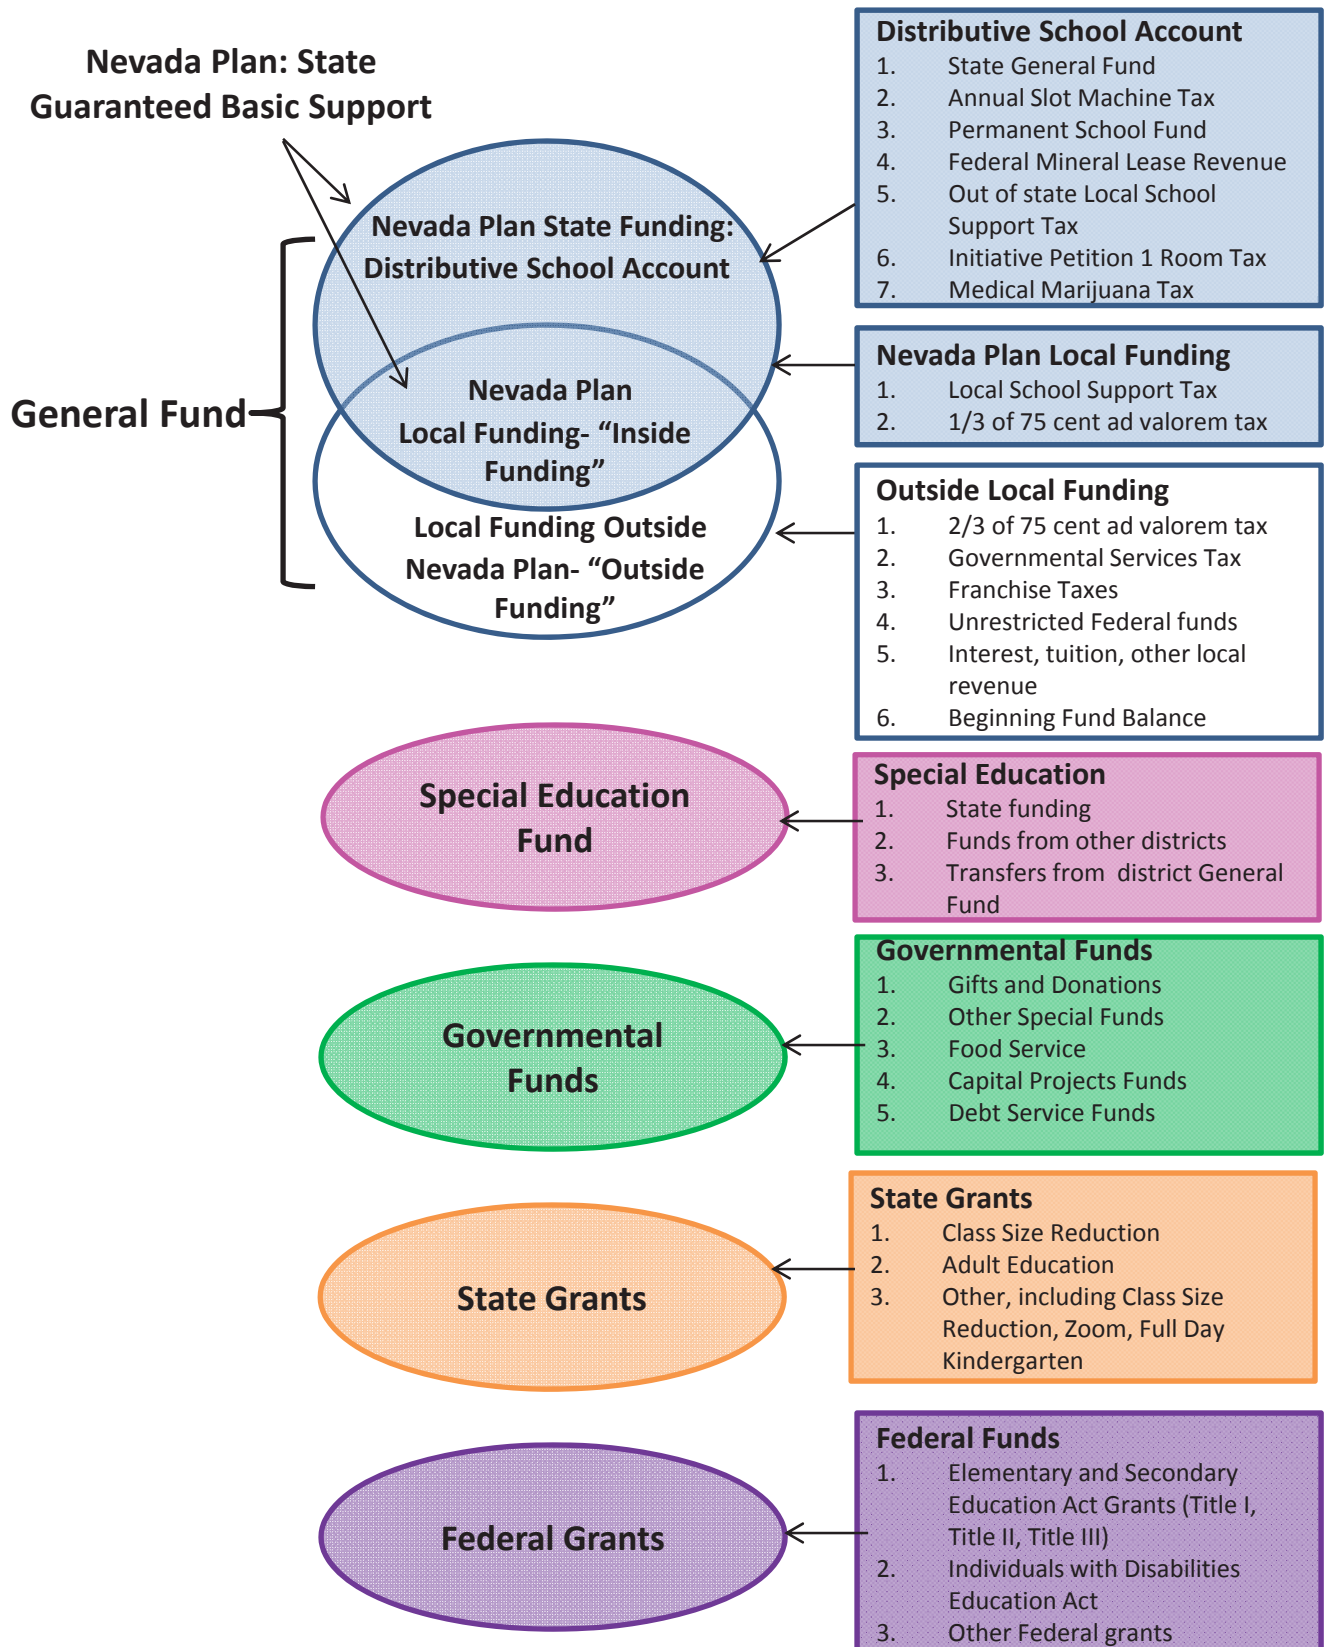 Nevada Plan: State
Guaranteed Basic Support
General Fund
Nevada Plan State Funding:
Distributive School Account
Nevada Plan
Local Funding- “Inside
Funding”
Local Funding Outside
Nevada Plan- “Outside
Funding”
Distributive School Account
1. State General Fund
2. Annual Slot Machine Tax
3. Permanent School Fund
4. Federal Mineral Lease Revenue
5. Out of state Local School
Support Tax
6. Initiative Petition 1 Room Tax
7. Medical Marijuana Tax
Nevada Plan Local Funding
1. Local School Support Tax
2. 1/3 of 75 cent ad valorem tax
Outside Local Funding
1. 2/3 of 75 cent ad valorem tax
2. Governmental Services Tax
3. Franchise Taxes
4. Unrestricted Federal funds
5. Interest, tuition, other local
revenue
6. Beginning Fund Balance
Special Education
Fund
Special Education
1. State funding
2. Funds from other districts
3. Transfers from district General
Fund
Governmental
Funds
Governmental Funds
1. Gifts and Donations
2. Other Special Funds
3. Food Service
4. Capital Projects Funds
5. Debt Service Funds
State Grants
State Grants
1. Class Size Reduction
2. Adult Education
3. Other, including Class Size
Reduction, Zoom, Full Day
Kindergarten
Federal Grants
Federal Funds
1. Elementary and Secondary
Education Act Grants (Title I,
Title II, Title III)
2. Individuals with Disabilities
Education Act
3. Other Federal grants